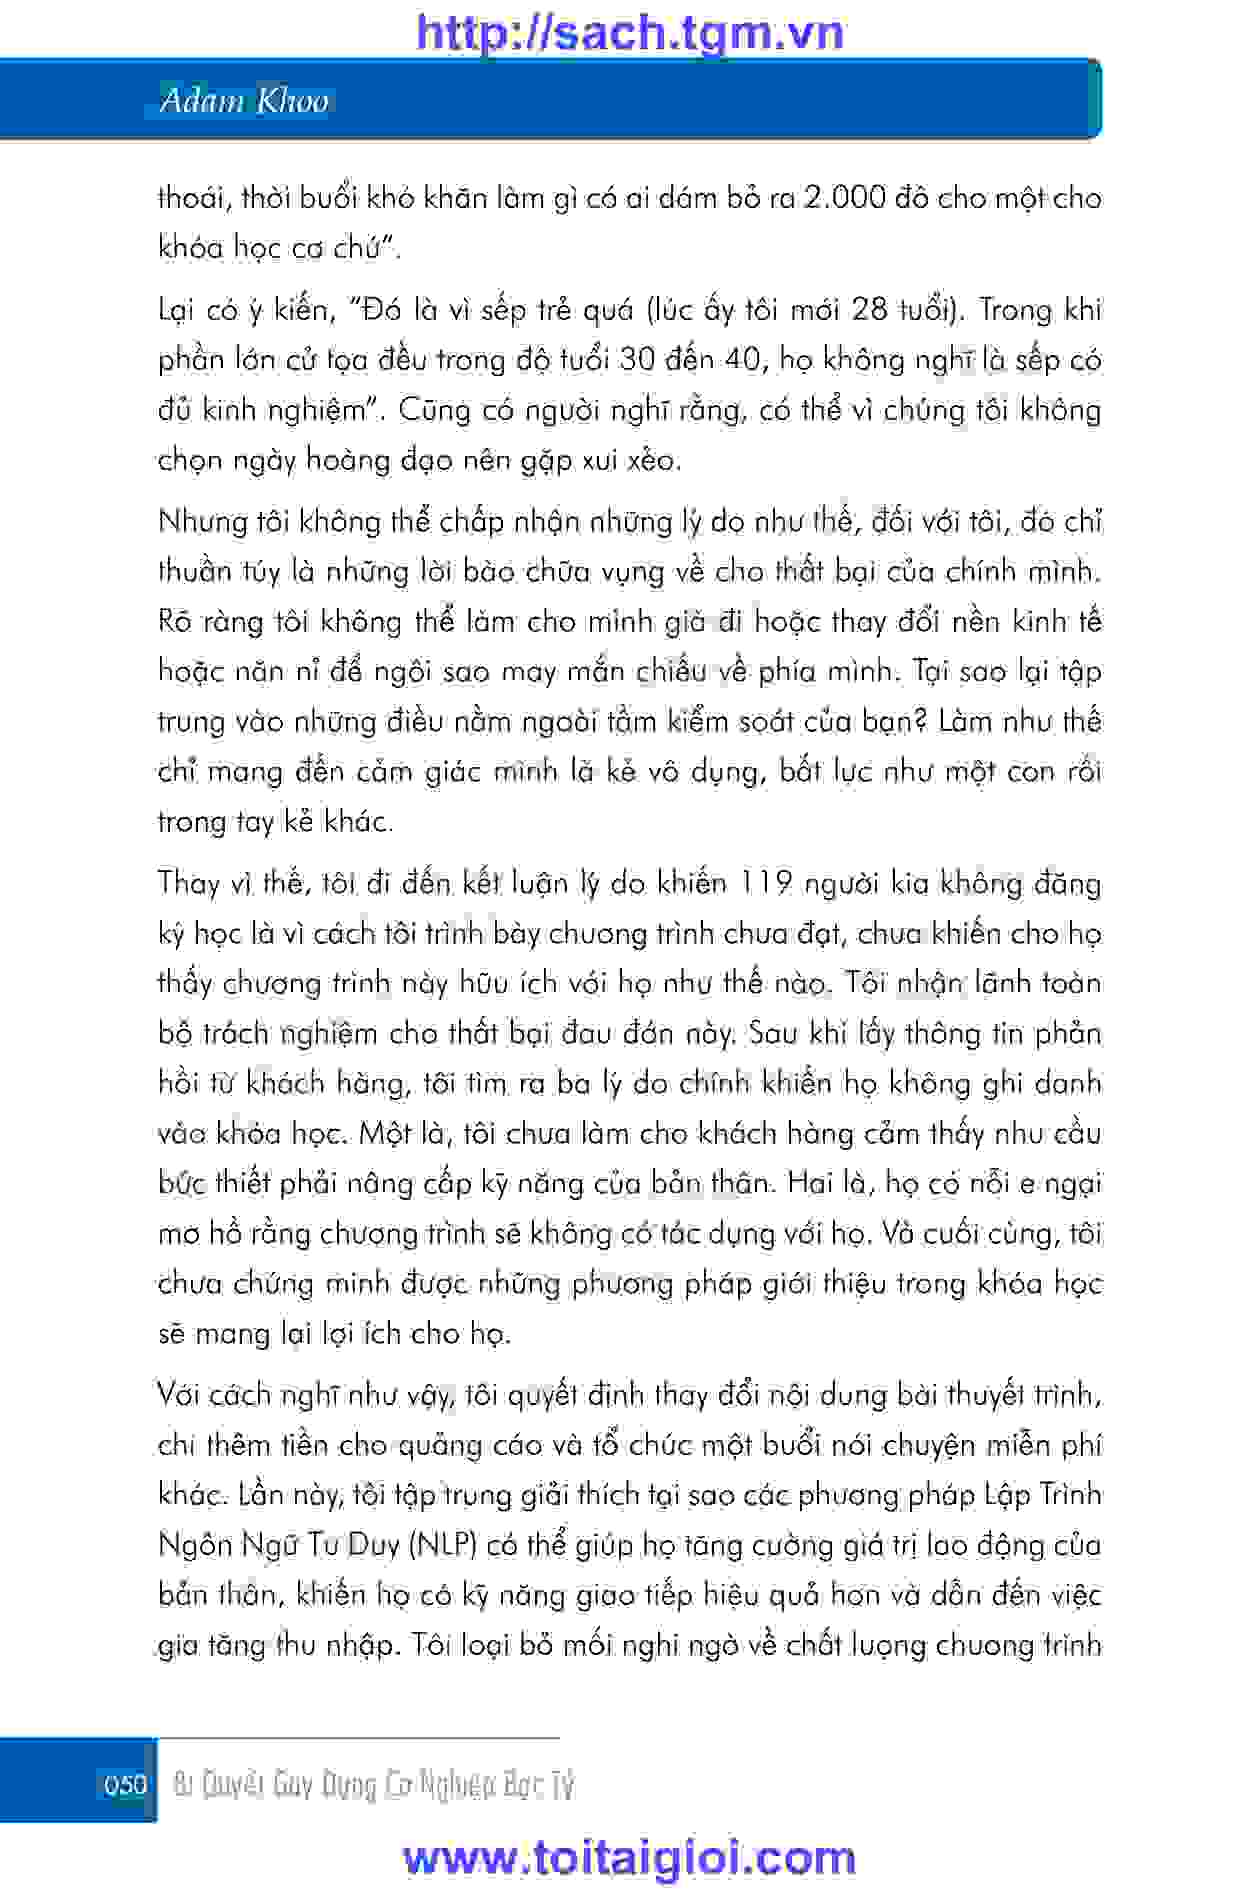 http://sach.tgm.vn
Adam Khoo
thoái, thời buổi khó khăn làm gì có ai dám bỏ ra 2.000 đô cho một cho
khóa học cơ chứ”.
Lại có ý kiến, “Đó là vì sếp trẻ quá (lúc ấy tôi mới 28 tuổi). Trong khi
phần lớn cử tọa đều trong độ tuổi 30 đến 40, họ không nghĩ là sếp có
đủ kinh nghiệm”. Cũng có người nghĩ rằng, có thể vì chúng tôi không
chọn ngày hoàng đạo nên gặp xui xẻo.
Nhưng tôi không thể chấp nhận những lý do như thế, đối với tôi, đó chỉ
thuần túy là những lời bào chữa vụng về cho thất bại của chính mình.
Rõ ràng tôi không thể làm cho mình già đi hoặc thay đổi nền kinh tế
hoặc năn nỉ để ngôi sao may mắn chiếu về phía mình. Tại sao lại tập
trung vào những điều nằm ngoài tầm kiểm soát của bạn? Làm như thế
chỉ mang đến cảm giác mình là kẻ vô dụng, bất lực như một con rối
trong tay kẻ khác.
Thay vì thế, tôi đi đến kết luận lý do khiến 119 người kia không đăng
ký học là vì cách tôi trình bày chương trình chưa đạt, chưa khiến cho họ
thấy chương trình này hữu ích với họ như thế nào. Tôi nhận lãnh toàn
bộ trách nghiệm cho thất bại đau đớn này. Sau khi lấy thông tin phản
hồi từ khách hàng, tôi tìm ra ba lý do chính khiến họ không ghi danh
vào khóa học. Một là, tôi chưa làm cho khách hàng cảm thấy nhu cầu
bức thiết phải nâng cấp kỹ năng của bản thân. Hai là, họ có nỗi e ngại
mơ hồ rằng chương trình sẽ không có tác dụng với họ. Và cuối cùng, tôi
chưa chứng minh được những phương pháp giới thiệu trong khóa học
sẽ mang lại lợi ích cho họ.
Với cách nghĩ như vậy, tôi quyết định thay đổi nội dung bài thuyết trình,
chi thêm tiền cho quảng cáo và tổ chức một buổi nói chuyện miễn phí
khác. Lần này, tôi tập trung giải thích tại sao các phương pháp Lập Trình
Ngôn Ngữ Tư Duy (NLP) có thể giúp họ tăng cường giá trị lao động của
bản thân, khiến họ có kỹ năng giao tiếp hiệu quả hơn và dẫn đến việc
gia tăng thu nhập. Tôi loại bỏ mối nghi ngờ về chất lượng chương trình
050 Bí Quyết Gây Dựng Cơ Nghiệp Bạc Tỷ
www.toitaigioi.com